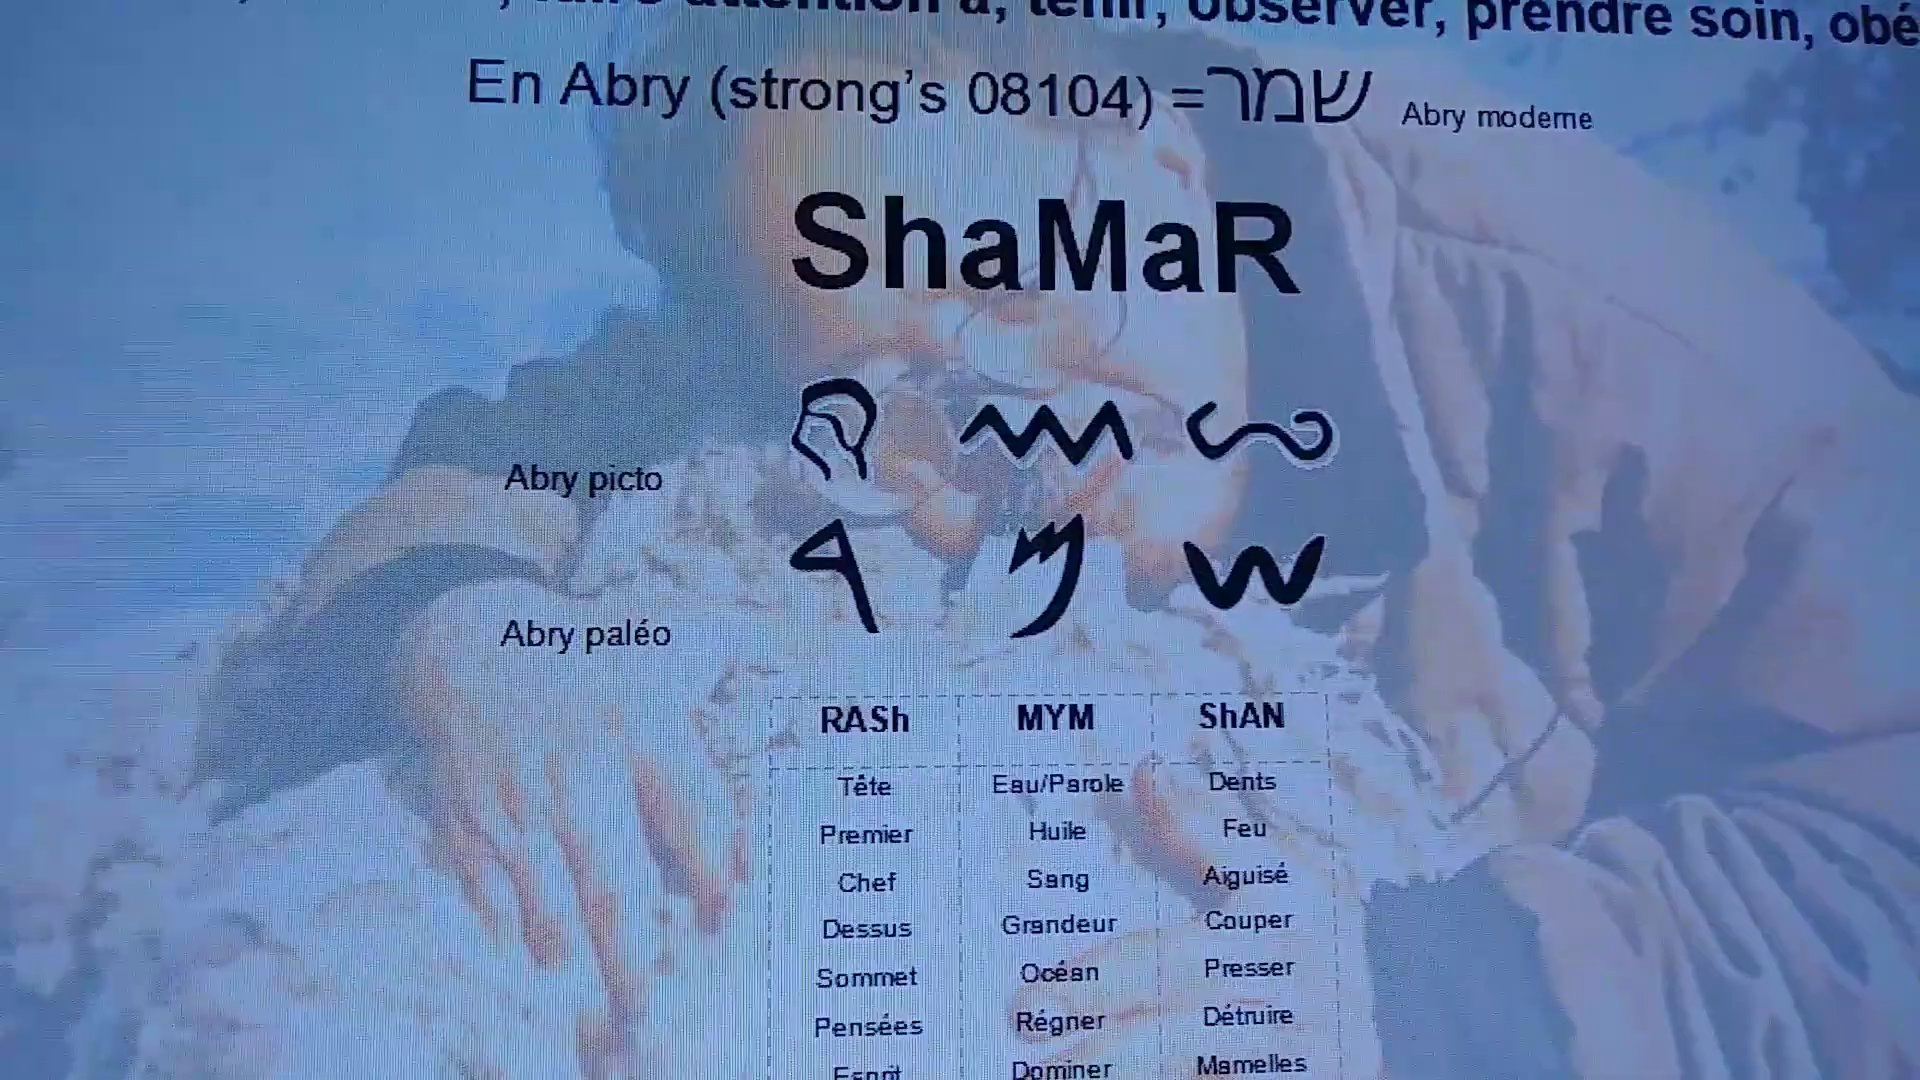 attention à, tenir, observer, prendre soin, obé
En Abry (strong's 08104) =שמר Abry moderne
ShaMaR
Abry picto
Abry paléo
RASh MYM ShAN
Tête Eau/Parole Dents
Premier Huile Feu
Chef Sang Aiguisé
Dessus Grandeur Couper
Sommet Océan Presser
Pensées Régner Détruire
Esprit Dominer Mamelles